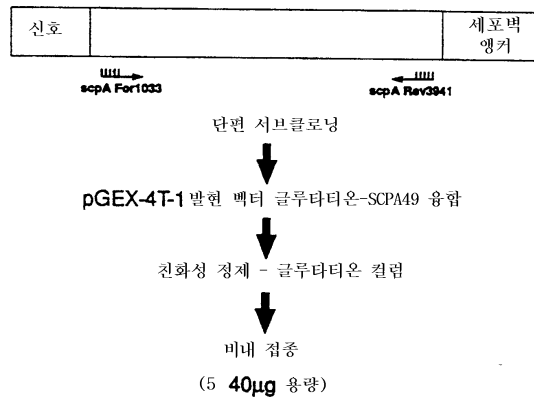 신호
세포벽
앵커
scpA For1033
scpA Rev3941
단편 서브클로닝
pGEX-4T-1 발현 벡터 글루타티온-SCPA49 융합
친화성 정제 - 글루타티온 컬럼
비내 접종
(5 40µg 용량)